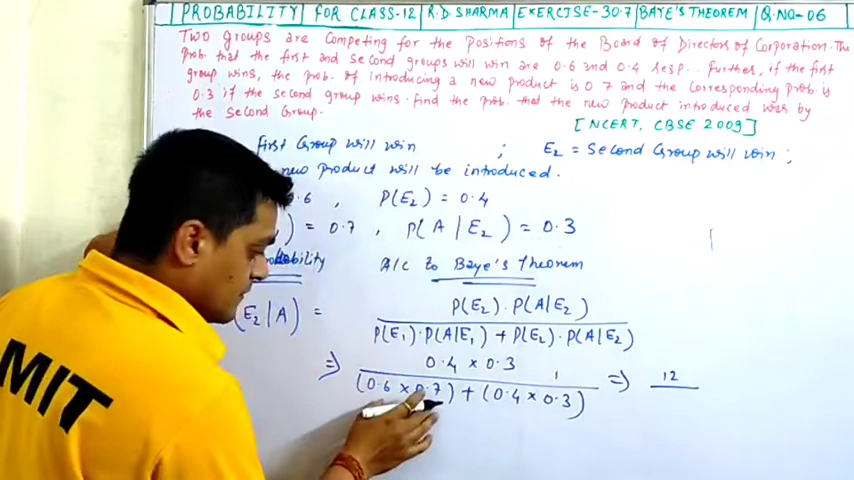 PROBABILITY FOR CLASS-12 R.D. SHARMA EXERCISE-30.7 BAYE'S THEOREM Q.NO-06
Two groups are competing for the positions of the Board of Directors of Corporation. The
prob. that the first and second groups will win are 0.6 and 0.4 resp.. further, if the first
group wins, the prob. of introducing a new product is 0.7 and the corresponding prob. is
0.3 if the second group wins. find the prob. that the new product introduced was by
the second Group.
[NCERT, CBSE 2009]
first Group will win ; E₂ = Second Group will win ;
new product will be introduced.
.6 , P(E₂) = 0.4
) = 0.7 , P(A|E₂) = 0.3
A/c to Baye's Theorem
E₂|A) = P(E₂).P(A|E₂)
P(E₁).P(A|E₁) + P(E₂).P(A|E₂)
⇒ 0.4 × 0.3 ⇒ 12
(0.6 × 0.7) + (0.4 × 0.3)
MIT